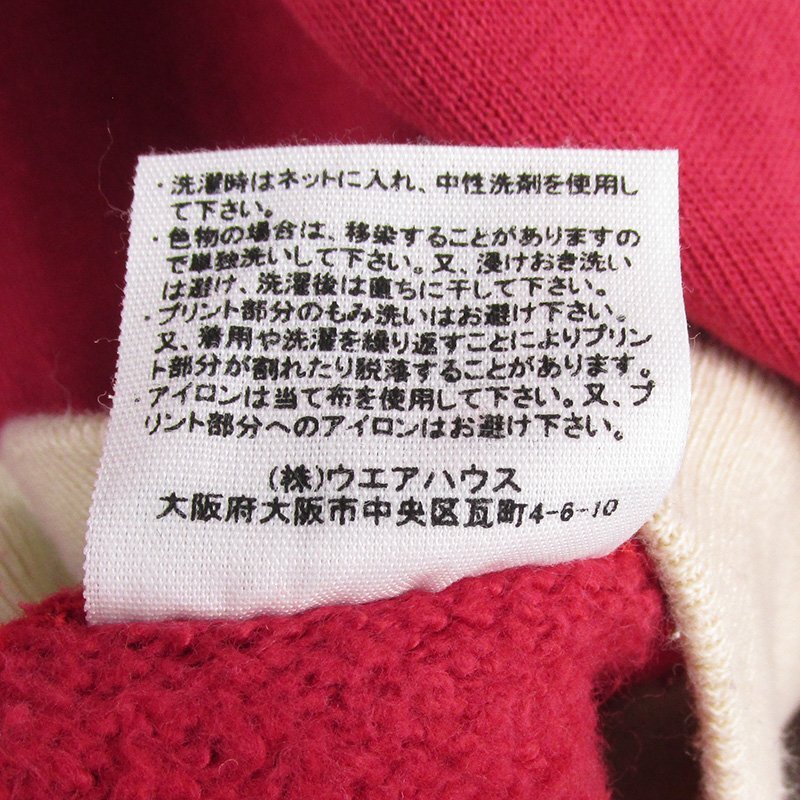 ・洗濯時はネットに入れ、中性洗剤を使用し
て下さい。
・色物の場合は、移染することがありますの
で単独洗いして下さい。又、浸けおき洗い
は避け、洗濯後は直ちに干して下さい。
・プリント部分のもみ洗いはお避け下さい。
又、着用や洗濯を繰り返すことによりプリン
ト部分が割れたり脱落することがあります。
・アイロンは当て布を使用して下さい。又、プ
リント部分へのアイロンはお避け下さい。
(株)ウエアハウス
大阪府大阪市中央区瓦町4-6-10